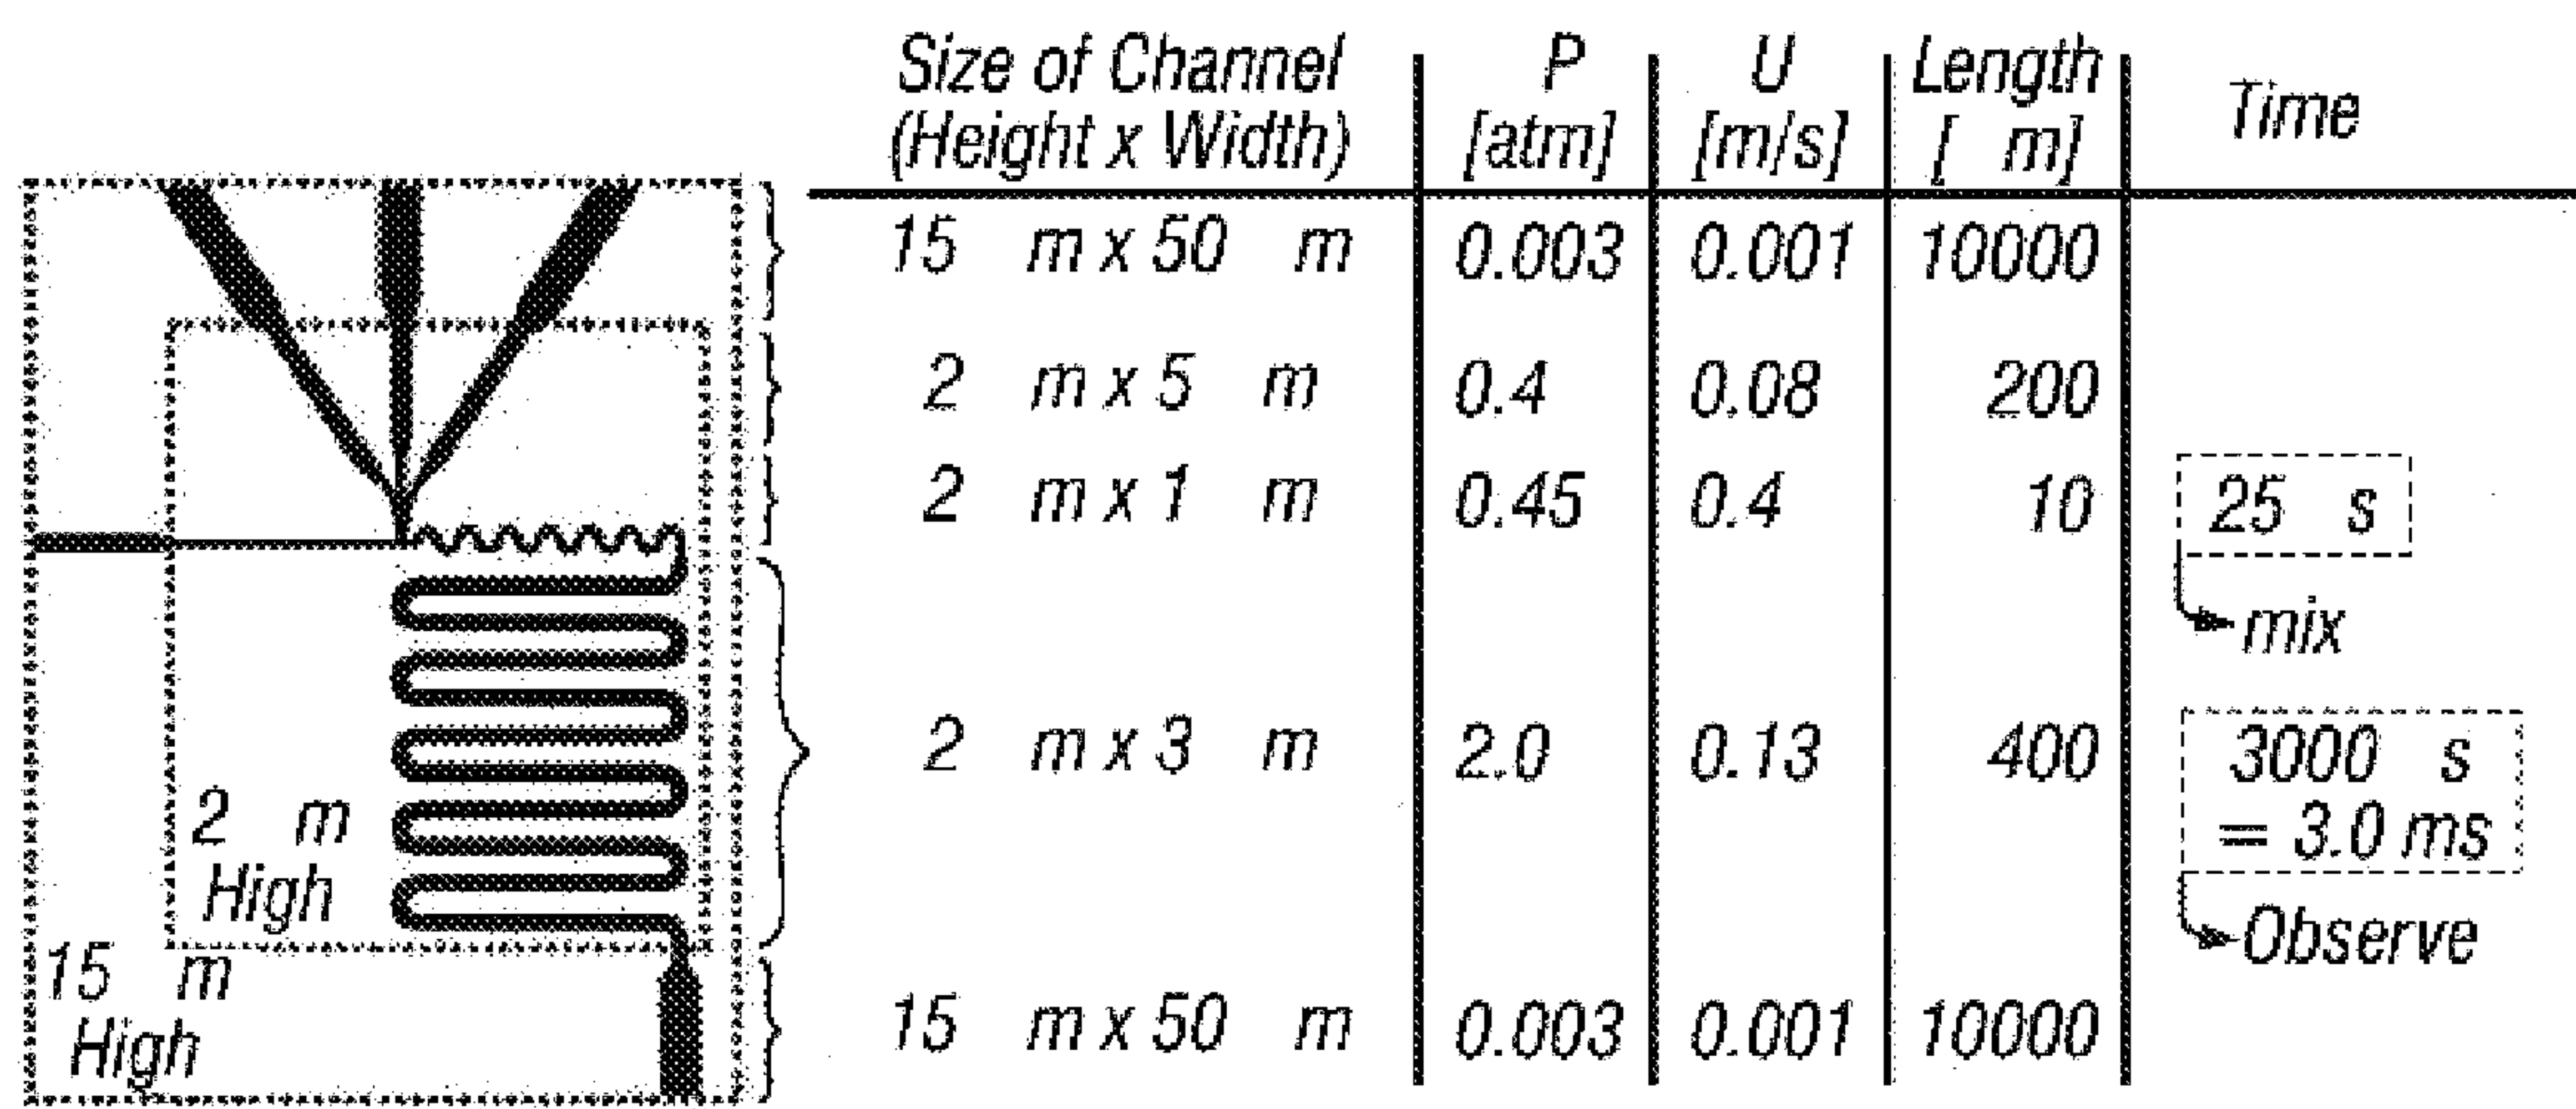 Size of Channel (Height x Width) P [atm] U [m/s] Length [ m] Time
15 m x 50 m 0.003 0.001 10000
2 m x 5 m 0.4 0.08 200
2 m x 1 m 0.45 0.4 10 25 s
mix
2 m x 3 m 2.0 0.13 400 3000 s
= 3.0 ms
Observe
15 m x 50 m 0.003 0.001 10000
2 m
High
15 m
High